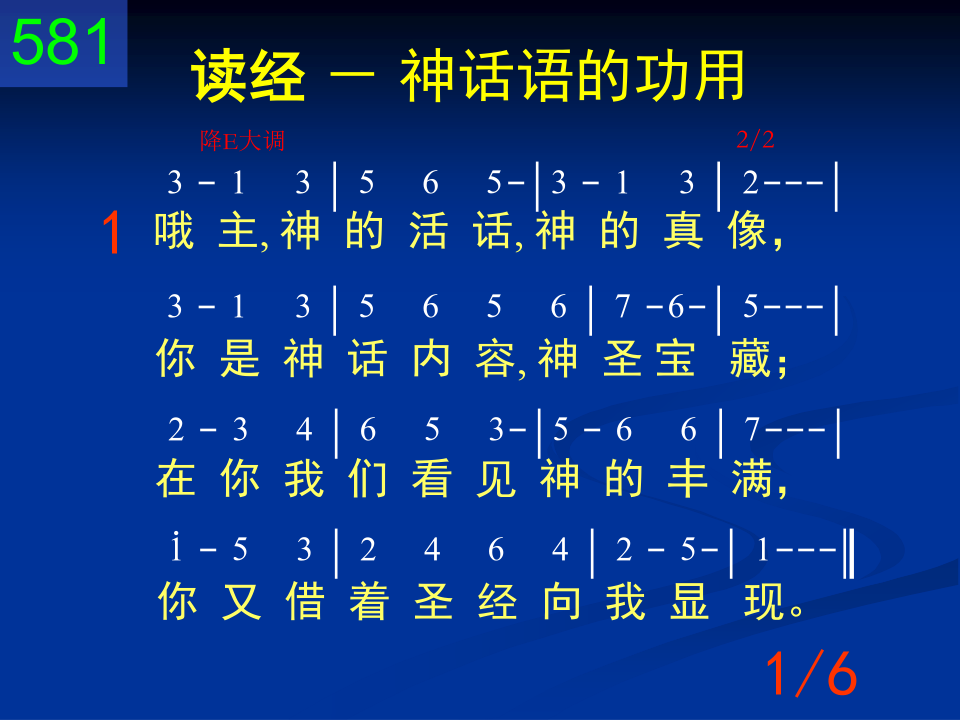 581
读经 － 神话语的功用
降E大调 2/2
3 - 1 3 | 5 6 5- | 3 - 1 3 | 2--- |
1 哦 主, 神 的 活 话, 神 的 真 像，
3 - 1 3 | 5 6 5 6 | 7 -6- | 5--- |
你 是 神 话 内 容, 神 圣 宝 藏；
2 - 3 4 | 6 5 3- | 5 - 6 6 | 7--- |
在 你 我 们 看 见 神 的 丰 满，
i - 5 3 | 2 4 6 4 | 2 - 5- | 1--- ‖
你 又 借 着 圣 经 向 我 显 现。
1/6